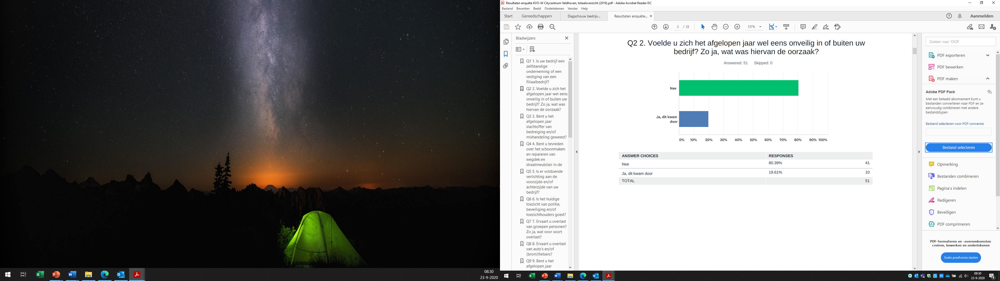 08:30
23-9-2020
Resultaten enquête KVO-W Citycentrum Veldhoven, totaaloverzicht (2019).pdf - Adobe Acrobat Reader DC
Bestand Bewerken Beeld Ondertekenen Venster Help
Start Gereedschappen Dagschouw bedrijv... Resultaten enquête... Aanmelden
2 / 23 137%
Bladwijzers
Q1 1. Is uw bedrijf een
zelfstandige
onderneming of een
vestiging van een
filiaalbedrijf?
Q2 2. Voelde u zich het
afgelopen jaar wel eens
onveilig in of buiten uw
bedrijf? Zo ja, wat was
hiervan de oorzaak?
Q3 3. Bent u het
afgelopen jaar
slachtoffer van
bedreiging en/of
mishandeling geweest?
Q4 4. Bent u tevreden
over het schoonmaken
en repareren van
wegdek en
straatmeubilair in de
Q5 5. Is er voldoende
verlichting aan de
voorzijde en/of
achterzijde van uw
bedrijf?
Q6 6. Is het huidige
toezicht van politie,
beveiliging en/of
toezichthouders goed?
Q7 7. Ervaart u overlast
van groepen personen?
Zo ja, wat voor soort
overlast?
Q8 8. Ervaart u overlast
van auto's en/of
(brom)fietsers?
Q9 9. Bent u het
afgelopen jaar
Q2 2. Voelde u zich het afgelopen jaar wel eens onveilig in of buiten uw
bedrijf? Zo ja, wat was hiervan de oorzaak?
Answered: 51 Skipped: 0
Nee
Ja, dit kwam
door
0% 10% 20% 30% 40% 50% 60% 70% 80% 90% 100%
ANSWER CHOICES RESPONSES
Nee 80.39% 41
Ja, dit kwam door 19.61% 10
TOTAL 51
Zoeken naar 'OCR'
PDF exporteren
PDF bewerken
PDF maken
Adobe PDF Pack
Met een betaald abonnement kunt u
bestanden converteren naar PDF en ze
eenvoudig combineren met andere
bestandstypen
Bestand selecteren voor PDF-conversie
Bestand selecteren
Opmerking
Bestanden combineren
Pagina's indelen
Redigeren
Beveiligen
PDF comprimeren
PDF-formulieren en -overeenkomsten
creëren, bewerken en ondertekenen
Gratis proefversie starten
08:30
23-9-2020